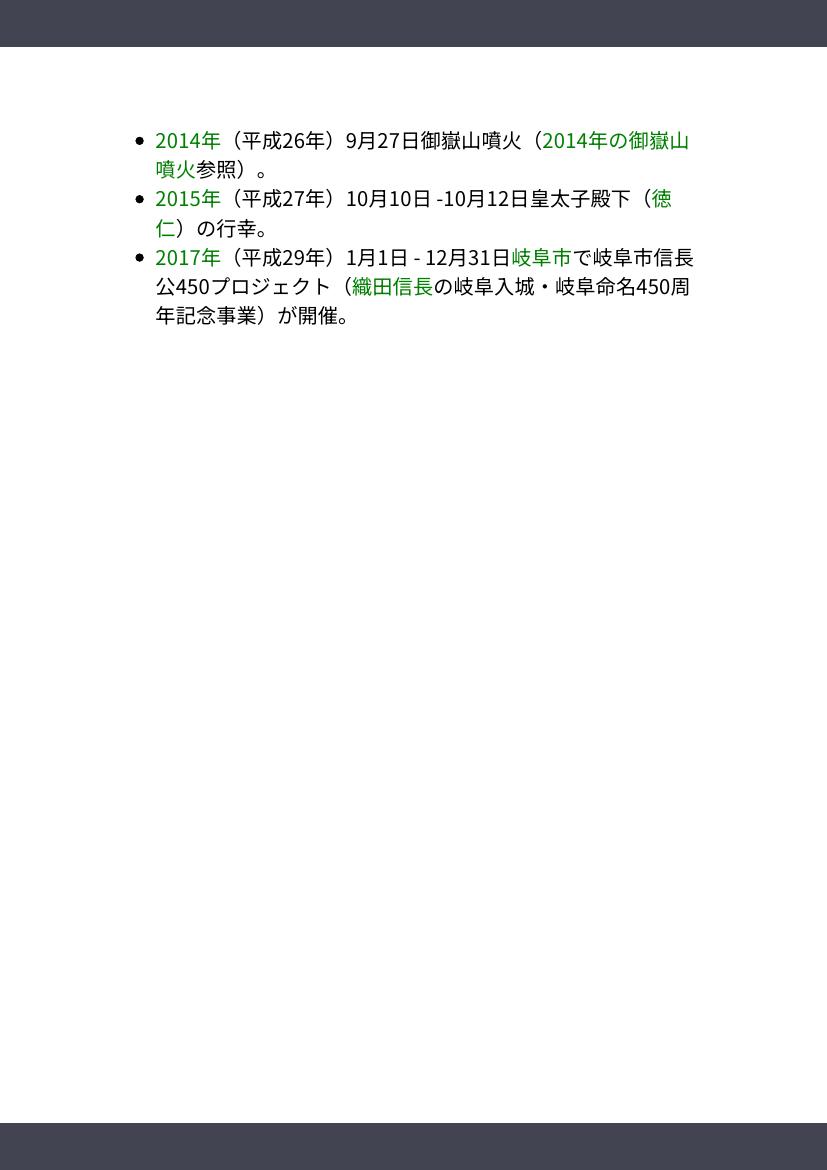 • 2014年（平成26年）9月27日御嶽山噴火（2014年の御嶽山
噴火参照）。
• 2015年（平成27年）10月10日 -10月12日皇太子殿下（徳
仁）の行幸。
• 2017年（平成29年）1月1日 - 12月31日岐阜市で岐阜市信長
公450プロジェクト（織田信長の岐阜入城・岐阜命名450周
年記念事業）が開催。